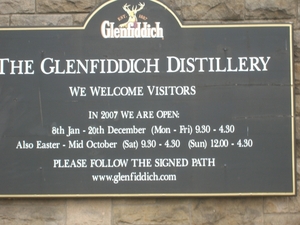 Glenfiddich
THE GLENFIDDICH DISTILLERY
WE WELCOME VISITORS
IN 2007 WE ARE OPEN:
8th Jan - 20th December (Mon - Fri) 9.30 - 4.30
Also Easter - Mid October (Sat) 9.30 - 4.30 (Sun) 12.00 - 4.30
PLEASE FOLLOW THE SIGNED PATH
www.glenfiddich.com